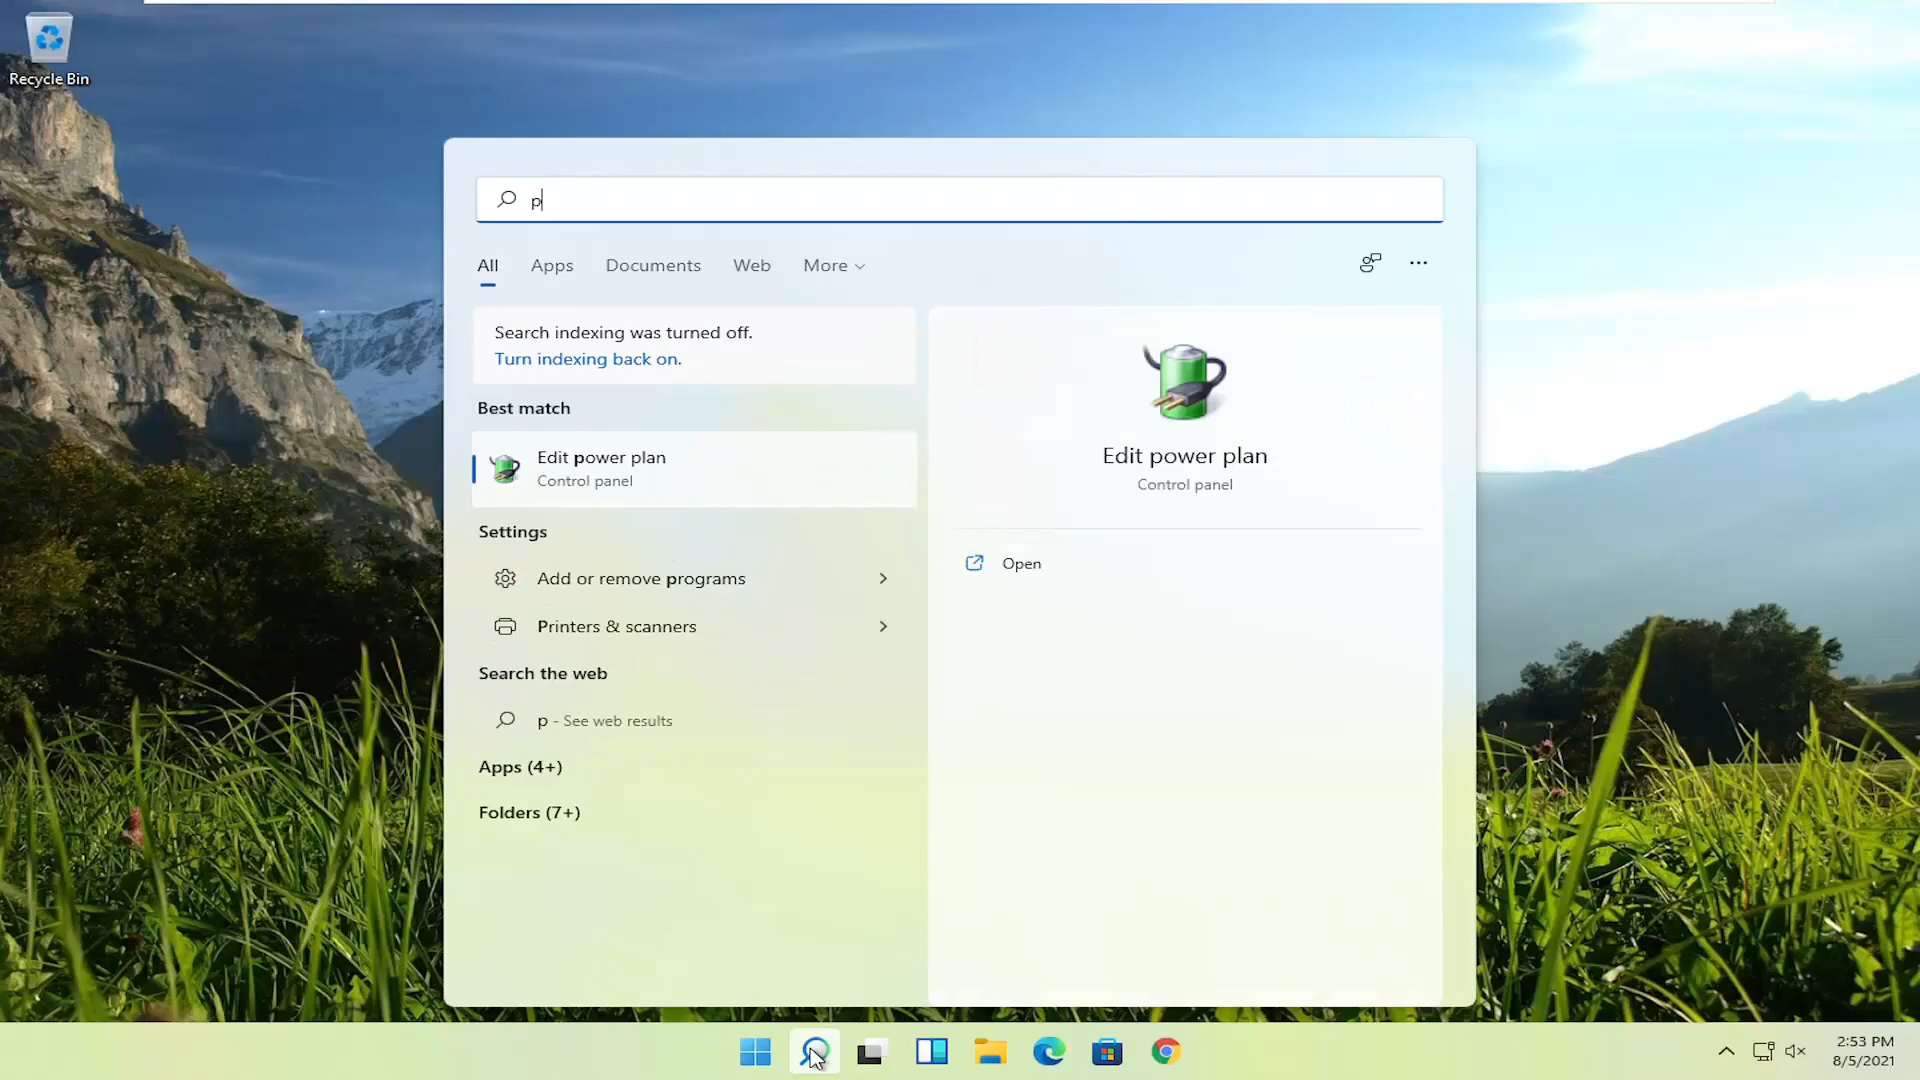 Recycle Bin
p
All
Apps
Documents
Web
More
Search indexing was turned off.
Turn indexing back on.
Best match
Edit power plan
Control panel
Settings
Add or remove programs
Printers & scanners
Search the web
p - See web results
Apps (4+)
Folders (7+)
Edit power plan
Control panel
Open
2:53 PM
8/5/2021